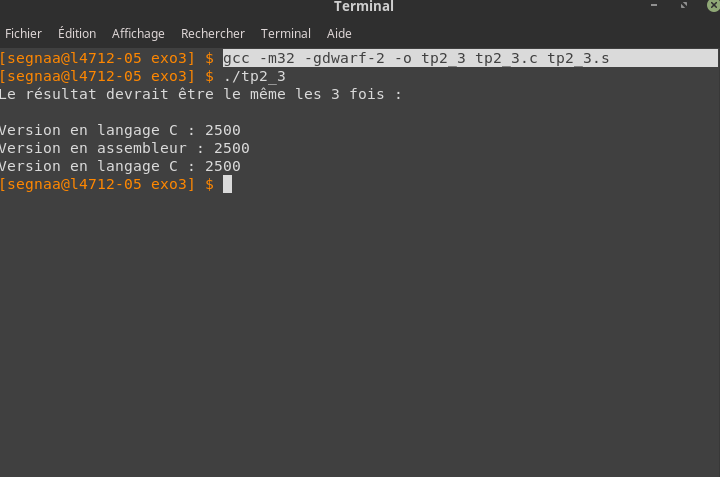 Terminal
Fichier Édition Affichage Rechercher Terminal Aide
[segnaa@l4712-05 exo3] $ gcc -m32 -gdwarf-2 -o tp2_3 tp2_3.c tp2_3.s
[segnaa@l4712-05 exo3] $ ./tp2_3
Le résultat devrait être le même les 3 fois :
Version en langage C : 2500
Version en assembleur : 2500
Version en langage C : 2500
[segnaa@l4712-05 exo3] $